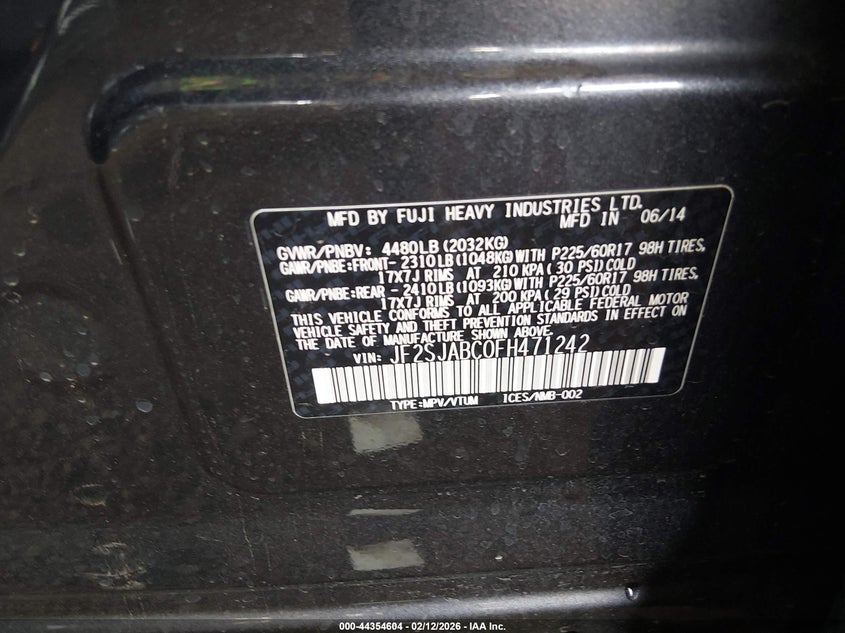 MFD BY FUJI HEAVY INDUSTRIES LTD.
MFD IN 06/14
GVWR/PNBV: 4480LB(2032KG)
GAWR/PNBE:FRONT-2310LB(1048KG)WITH P225/60R17 98H TIRES,
17X7J RIMS AT 210 KPA( 30 PSI)COLD
GAWR/PNBE:REAR -2410LB(1093KG)WITH P225/60R17 98H TIRES,
17X7J RIMS AT 200 KPA( 29 PSI)COLD
THIS VEHICLE CONFORMS TO ALL APPLICABLE FEDERAL MOTOR
VEHICLE SAFETY AND THEFT PREVENTION STANDARDS IN EFFECT ON
THE DATE OF MANUFACTURE SHOWN ABOVE.
VIN: JF2SJABC0FH471242
TYPE:MPV/VTUM ICES/NMB-002
000-44354604 - 02/12/2026 - IAA Inc.